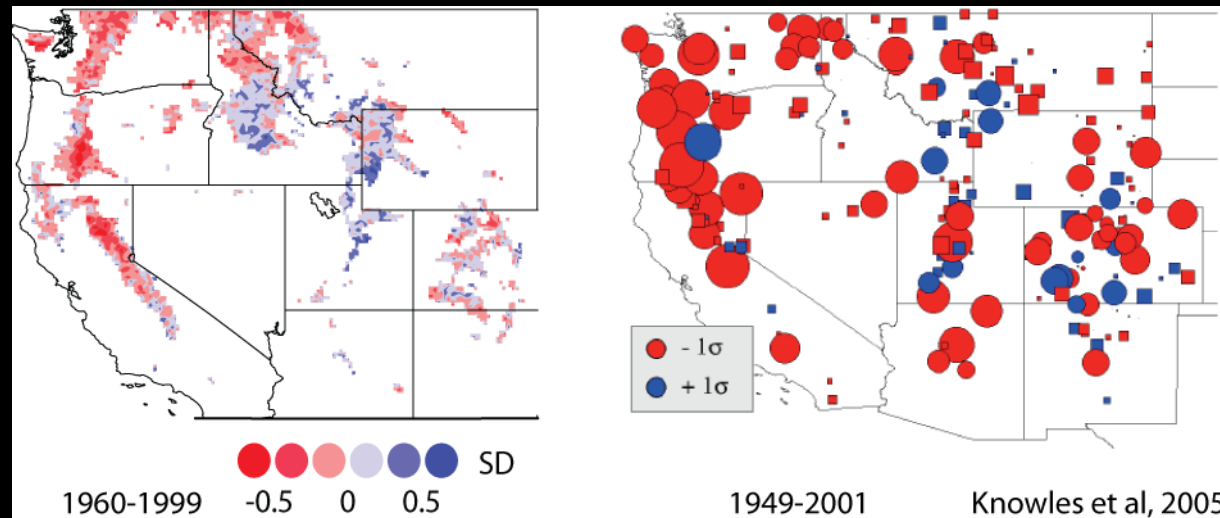 - 1σ
+ 1σ
SD
-0.5 0 0.5
1960-1999
1949-2001
Knowles et al, 2005